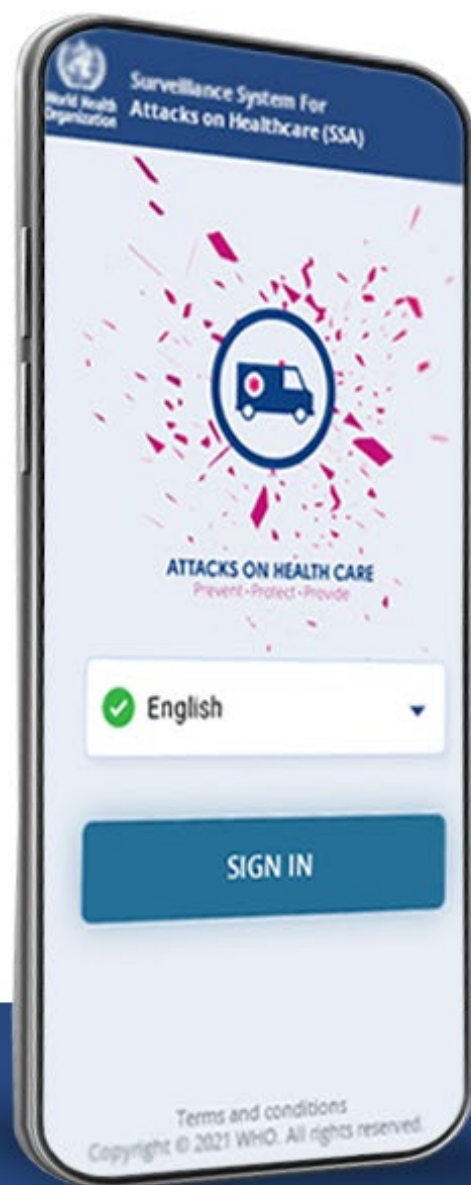 World Health
Organization
Surveillance System For
Attacks on Healthcare (SSA)
ATTACKS ON HEALTH CARE
Prevent - Protect - Provide
English
SIGN IN
Terms and conditions
Copyright © 2021 WHO. All rights reserved.